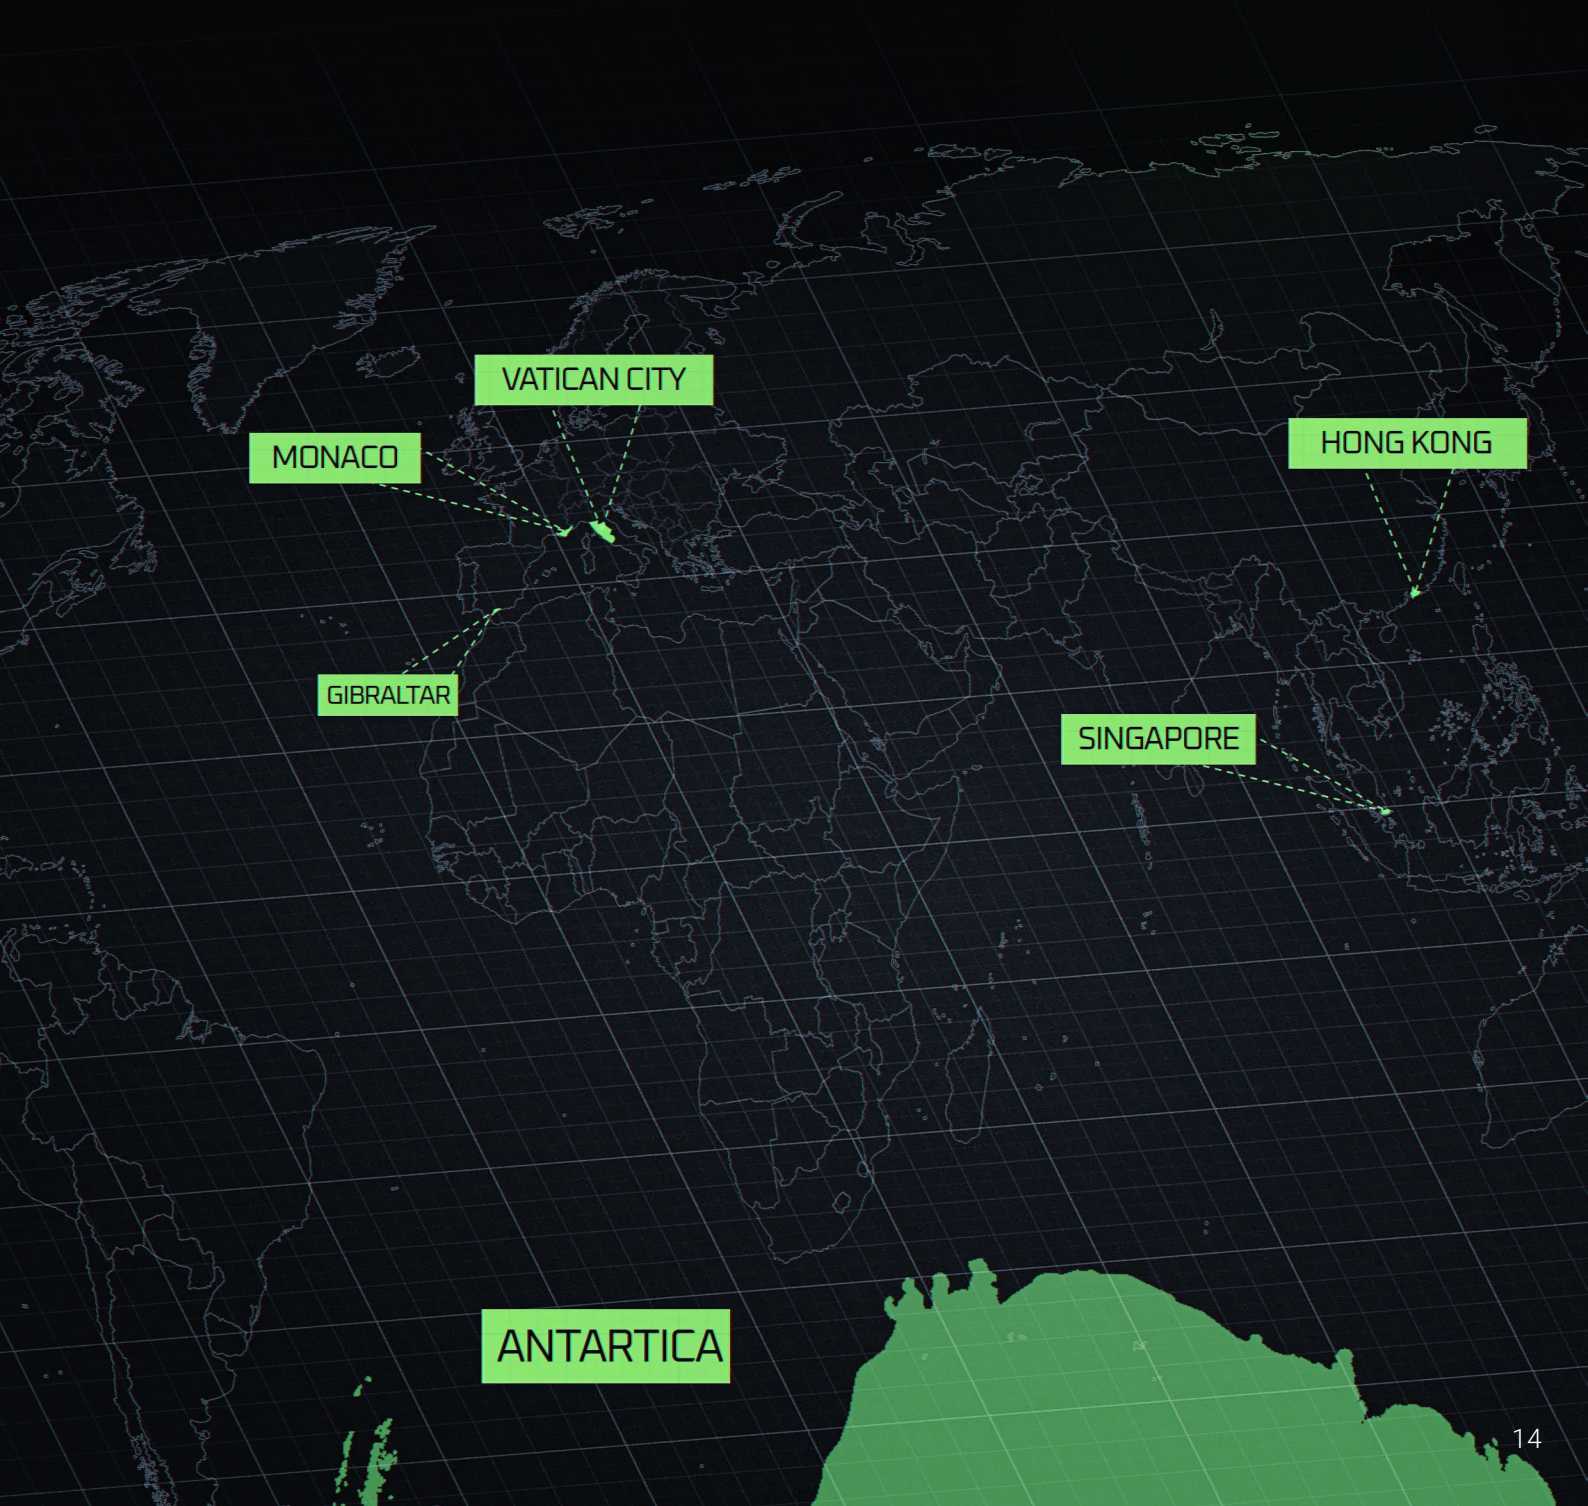 VATICAN CITY
MONACO
HONG KONG
GIBRALTAR
SINGAPORE
ANTARTICA
14